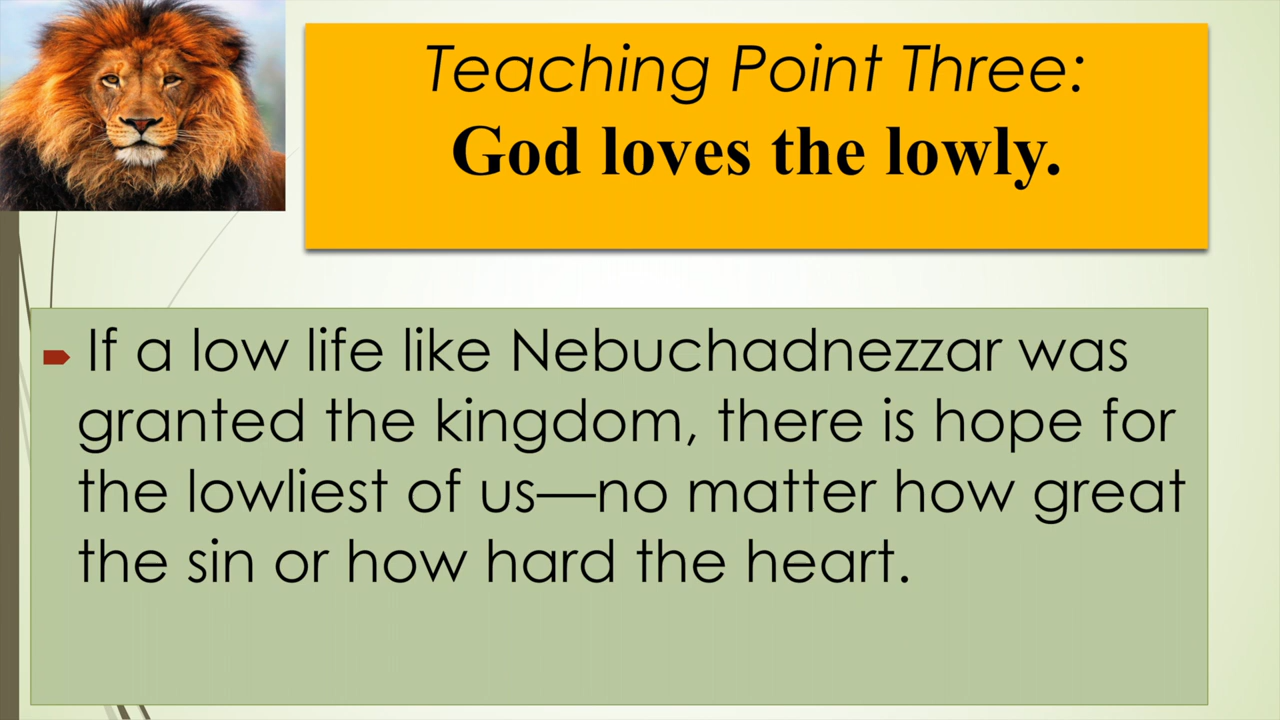 Teaching Point Three:
God loves the lowly.
If a low life like Nebuchadnezzar was
granted the kingdom, there is hope for
the lowliest of us—no matter how great
the sin or how hard the heart.